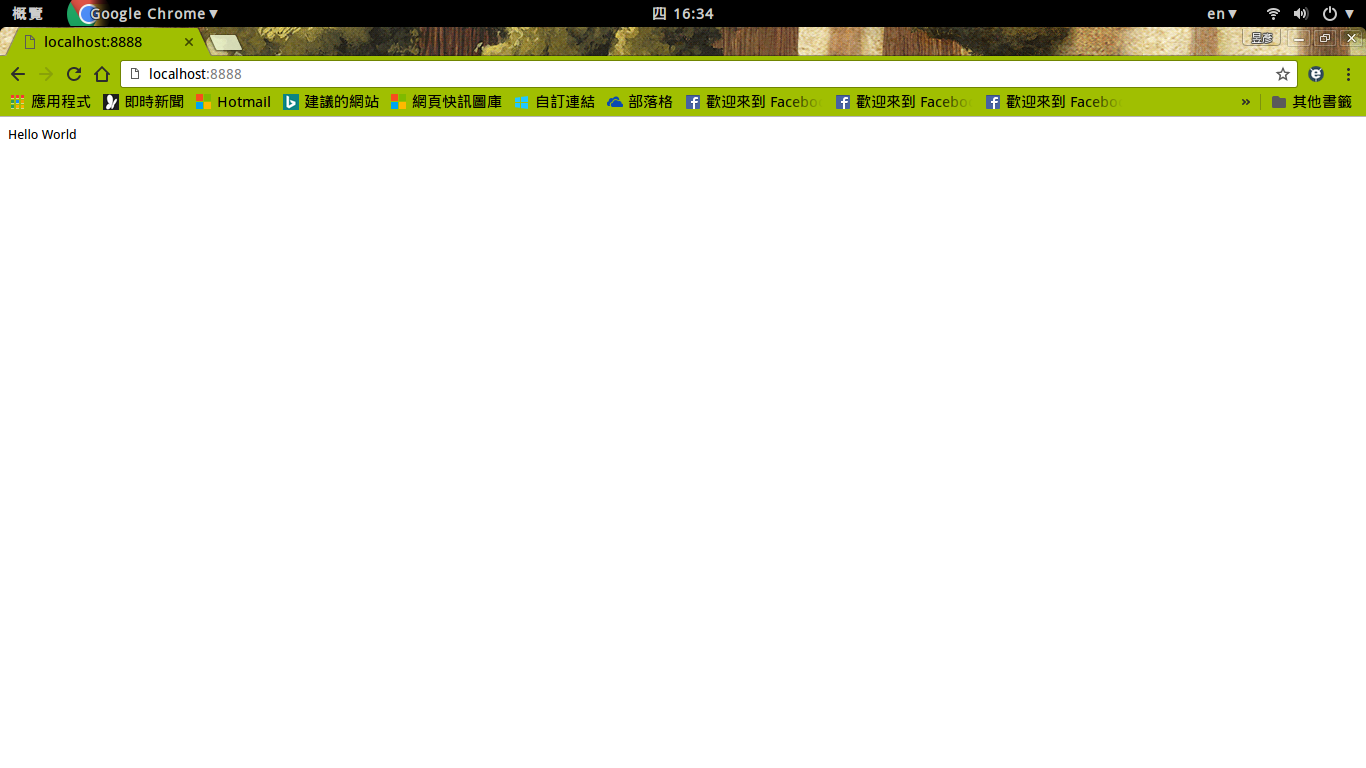 概覽 Google Chrome 四 16:34 en
localhost:8888 昱彥
localhost:8888
應用程式 即時新聞 Hotmail 建議的網站 網頁快訊圖庫 自訂連結 部落格 歡迎來到 Facebo 歡迎來到 Facebo 歡迎來到 Facebo » 其他書籤
Hello World